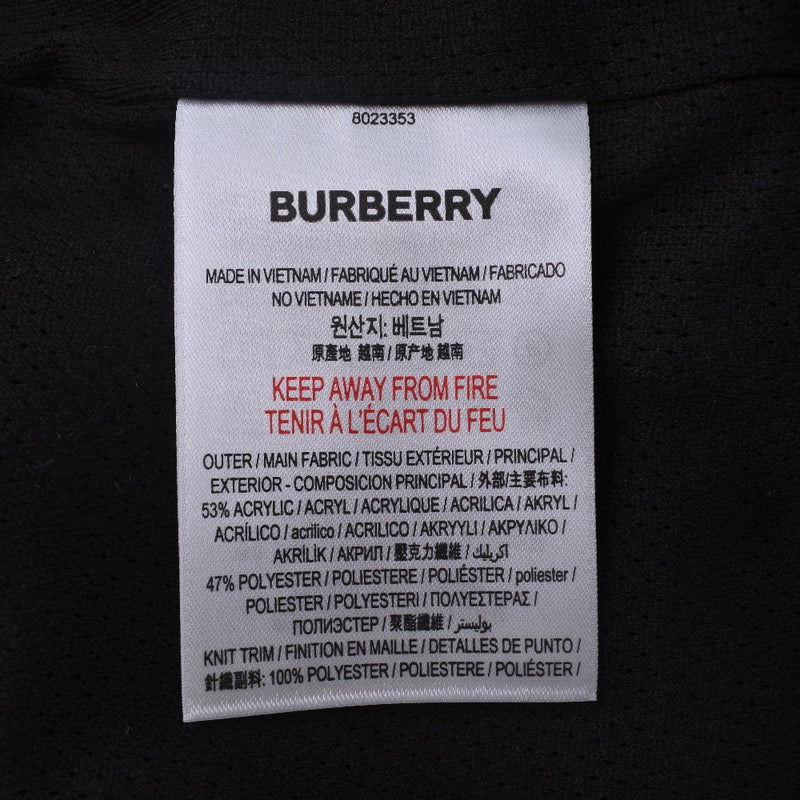 8023353
BURBERRY
MADE IN VIETNAM / FABRIQUÉ AU VIETNAM / FABRICADO
NO VIETNAME / HECHO EN VIETNAM
원산지: 베트남
原產地 越南 / 原产地 越南
KEEP AWAY FROM FIRE
TENIR À L'ÉCART DU FEU
OUTER / MAIN FABRIC / TISSU EXTÉRIEUR / PRINCIPAL /
EXTERIOR - COMPOSICION PRINCIPAL / 外部/主要布料:
53% ACRYLIC / ACRYL / ACRYLIQUE / ACRILICA / AKRYL /
ACRÍLICO / acrilico / ACRILICO / AKRYYLI / ΑΚΡΥΛΙΚΟ /
AKRİLİK / АКРИЛ / 壓克力纖維 / اكريليك /
47% POLYESTER / POLIESTERE / POLIÉSTER / poliester /
POLIESTER / POLYESTERI / ΠΟΛΥΕΣΤΕΡΑΣ /
ПОЛИЭСТЕР / 聚酯纖維 / بوليستر /
KNIT TRIM / FINITION EN MAILLE / DETALLES DE PUNTO /
針織副料: 100% POLYESTER / POLIESTERE / POLIÉSTER /